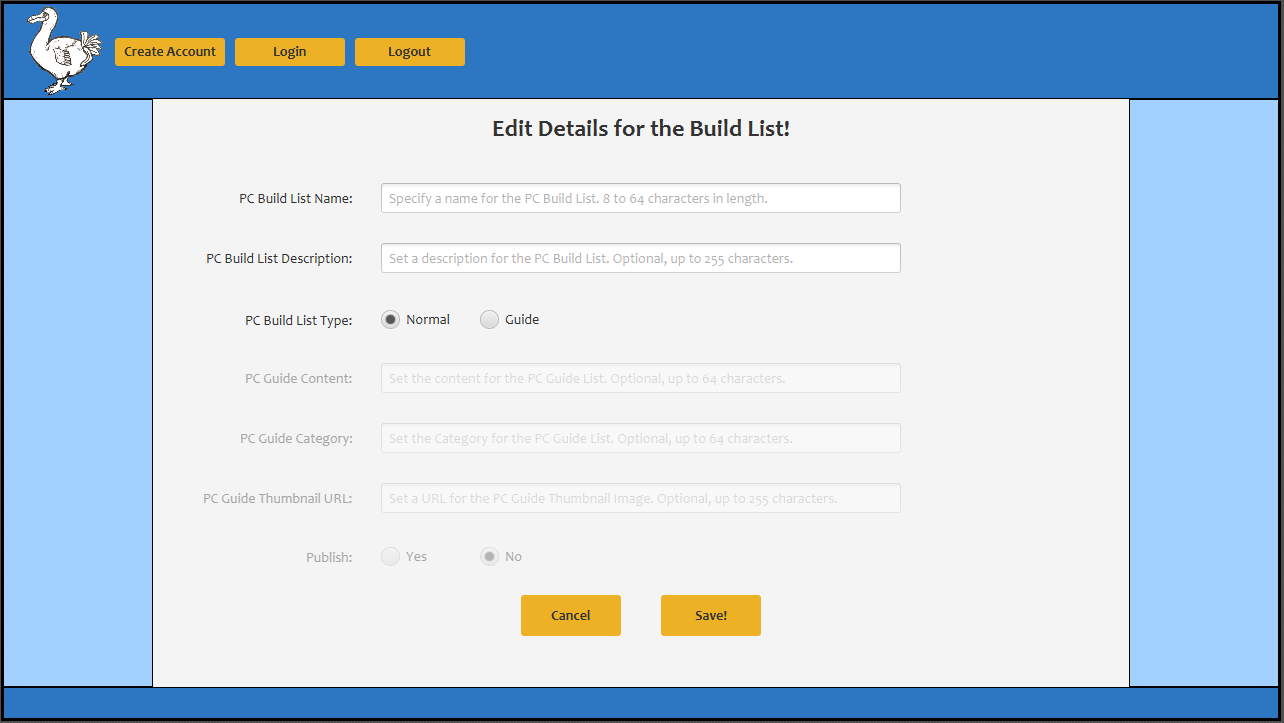 Create Account
Login
Logout
Edit Details for the Build List!
PC Build List Name:
Specify a name for the PC Build List. 8 to 64 characters in length.
PC Build List Description:
Set a description for the PC Build List. Optional, up to 255 characters.
PC Build List Type:
Normal
Guide
PC Guide Content:
Set the content for the PC Guide List. Optional, up to 64 characters.
PC Guide Category:
Set the Category for the PC Guide List. Optional, up to 64 characters.
PC Guide Thumbnail URL:
Set a URL for the PC Guide Thumbnail Image. Optional, up to 255 characters.
Publish:
Yes
No
Cancel
Save!